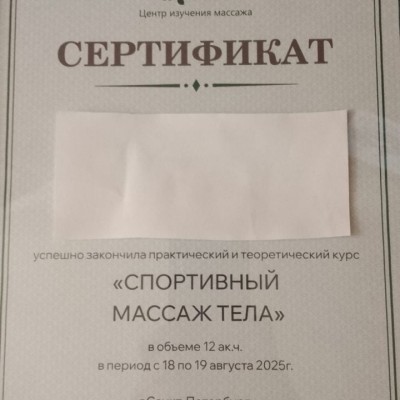 Центр изучения массажа
СЕРТИФИКАТ
успешно закончила практический и теоретический курс
«СПОРТИВНЫЙ
МАССАЖ ТЕЛА»
в объеме 12 ак.ч.
в период с 18 по 19 августа 2025г.